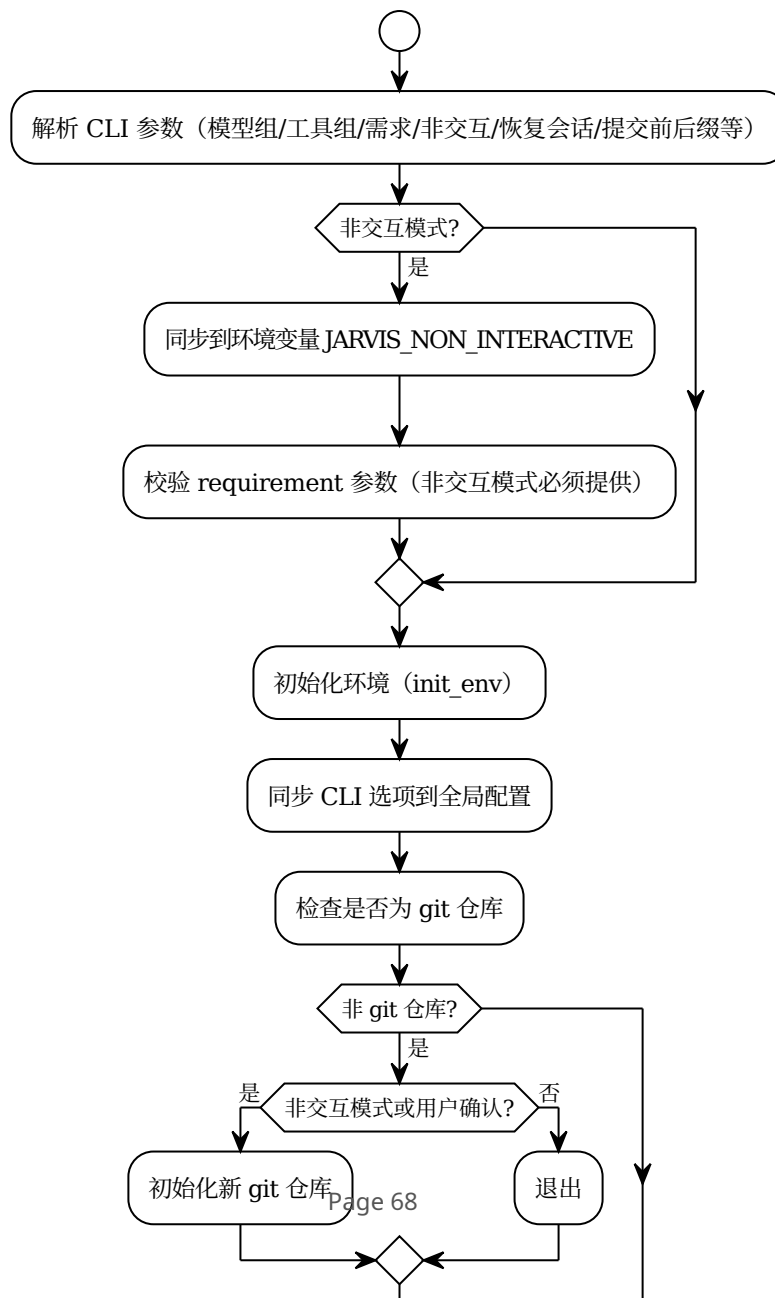 解析 CLI 参数（模型组/工具组/需求/非交互/恢复会话/提交前后缀等）
非交互模式?
是
同步到环境变量 JARVIS_NON_INTERACTIVE
校验 requirement 参数（非交互模式必须提供）
初始化环境（init_env）
同步 CLI 选项到全局配置
检查是否为 git 仓库
非 git 仓库?
是
是
非交互模式或用户确认?
否
初始化新 git 仓库
退出
Page 68